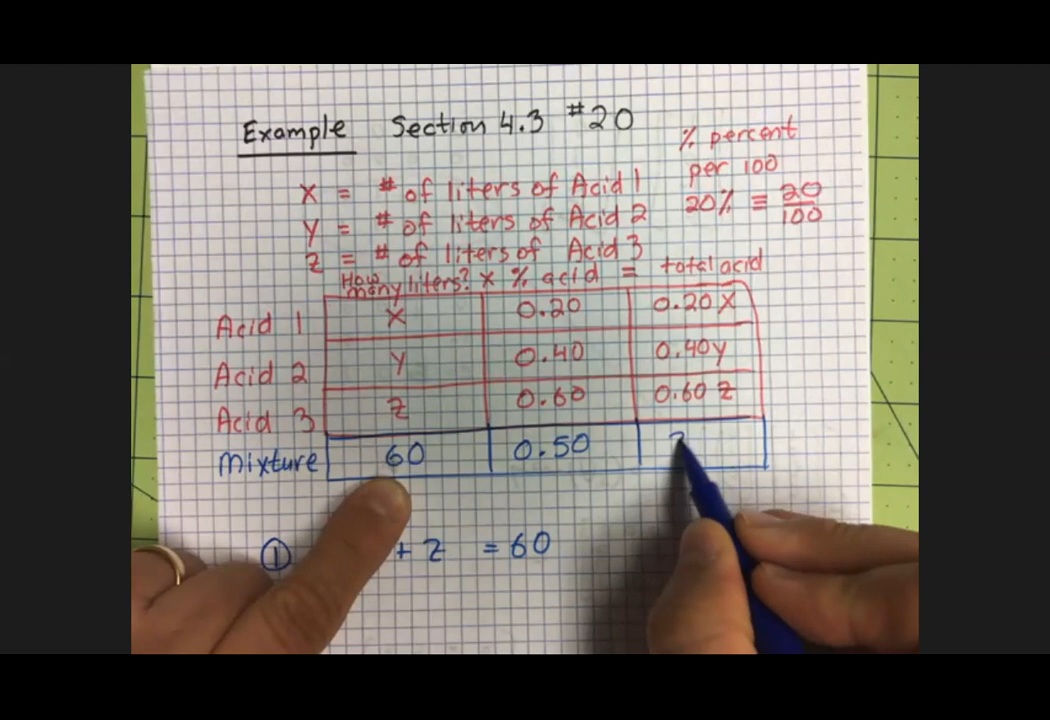 Example Section 4.3 #20
% percent
per 100
20% ≡ 20/100
X = # of liters of Acid 1
Y = # of liters of Acid 2
Z = # of liters of Acid 3
How many liters? x % acid = total acid
Acid 1 X 0.20 0.20 X
Acid 2 Y 0.40 0.40Y
Acid 3 Z 0.60 0.60 Z
Mixture 60 0.50
① + Z = 60